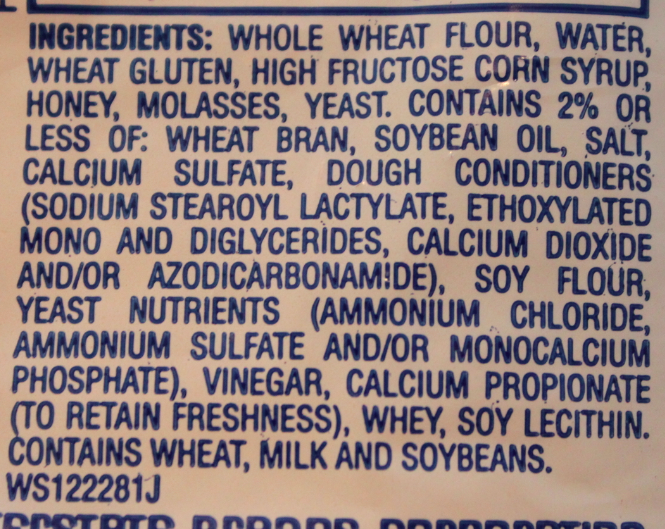 INGREDIENTS: WHOLE WHEAT FLOUR, WATER,
WHEAT GLUTEN, HIGH FRUCTOSE CORN SYRUP,
HONEY, MOLASSES, YEAST. CONTAINS 2% OR
LESS OF: WHEAT BRAN, SOYBEAN OIL, SALT,
CALCIUM SULFATE, DOUGH CONDITIONERS
(SODIUM STEAROYL LACTYLATE, ETHOXYLATED
MONO AND DIGLYCERIDES, CALCIUM DIOXIDE
AND/OR AZODICARBONAMIDE), SOY FLOUR,
YEAST NUTRIENTS (AMMONIUM CHLORIDE,
AMMONIUM SULFATE AND/OR MONOCALCIUM
PHOSPHATE), VINEGAR, CALCIUM PROPIONATE
(TO RETAIN FRESHNESS), WHEY, SOY LECITHIN.
CONTAINS WHEAT, MILK AND SOYBEANS.
WS122281J